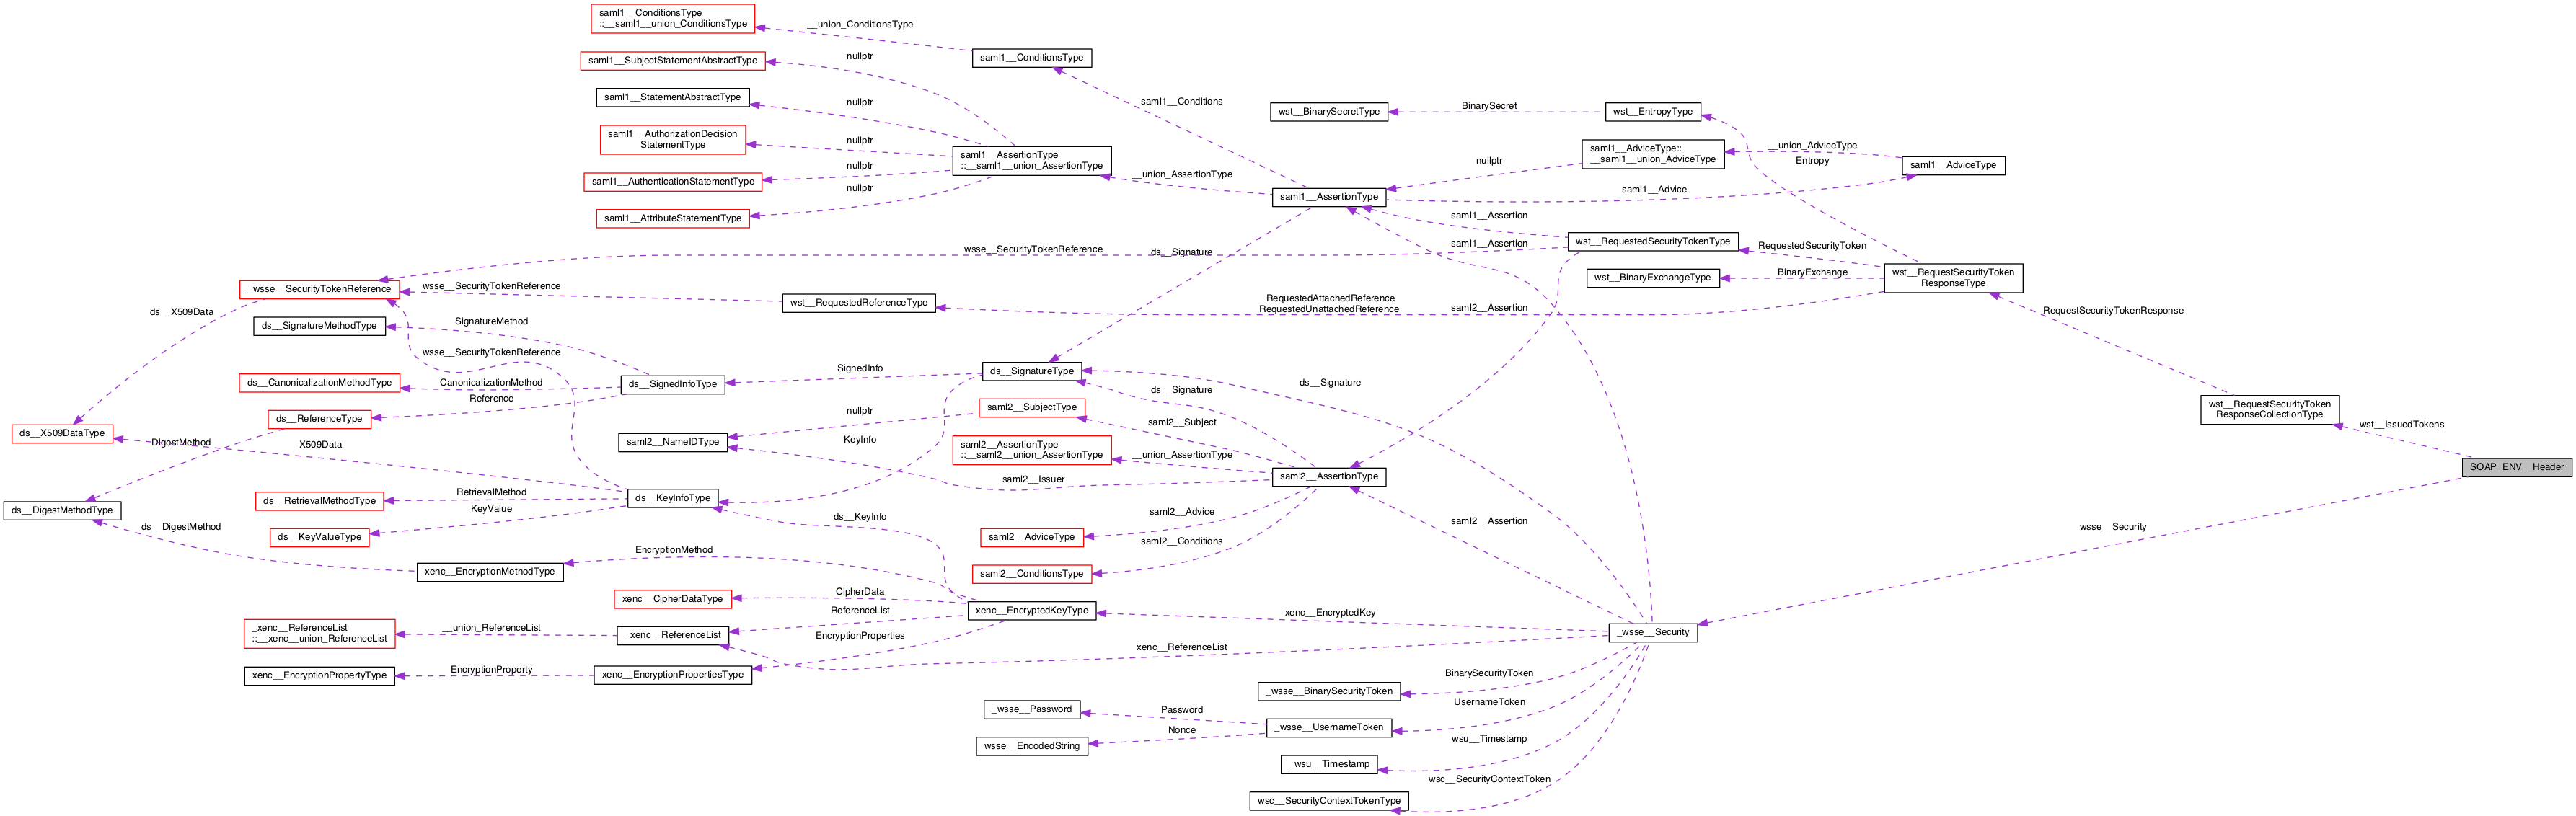 saml1__ConditionsType
::__saml1__union_ConditionsType
__union_ConditionsType
saml1__ConditionsType
saml1__SubjectStatementAbstractType
nullptr
saml1__StatementAbstractType
nullptr
saml1__Conditions
wst__BinarySecretType
BinarySecret
wst__EntropyType
saml1__AuthorizationDecision
StatementType
nullptr
saml1__AssertionType
::__saml1__union_AssertionType
saml1__AdviceType::
__saml1__union_AdviceType
__union_AdviceType
Entropy
saml1__AdviceType
nullptr
saml1__AuthenticationStatementType
nullptr
__union_AssertionType
saml1__AssertionType
saml1__Advice
saml1__AttributeStatementType
nullptr
saml1__Assertion
wsse__SecurityTokenReference
ds__Signature
saml1__Assertion
wst__RequestedSecurityTokenType
RequestedSecurityToken
wst__BinaryExchangeType
BinaryExchange
wst__RequestSecurityToken
ResponseType
_wsse__SecurityTokenReference
wsse__SecurityTokenReference
wst__RequestedReferenceType
RequestedAttachedReference
RequestedUnattachedReference
saml2__Assertion
RequestSecurityTokenResponse
ds__X509Data
ds__SignatureMethodType
SignatureMethod
wsse__SecurityTokenReference
ds__CanonicalizationMethodType
CanonicalizationMethod
ds__SignedInfoType
SignedInfo
ds__SignatureType
ds__Signature
ds__Signature
Reference
ds__ReferenceType
nullptr
saml2__SubjectType
saml2__Subject
wst__RequestSecurityToken
ResponseCollectionType
wst__IssuedTokens
ds__X509DataType
DigestMethod
X509Data
saml2__NameIDType
KeyInfo
saml2__AssertionType
::__saml2__union_AssertionType
__union_AssertionType
saml2__Issuer
saml2__AssertionType
SOAP_ENV__Header
ds__DigestMethodType
ds__RetrievalMethodType
RetrievalMethod
KeyValue
ds__KeyInfoType
ds__KeyValueType
ds__DigestMethod
ds__KeyInfo
saml2__Advice
saml2__AdviceType
saml2__Assertion
wsse__Security
saml2__Conditions
EncryptionMethod
xenc__EncryptionMethodType
saml2__ConditionsType
xenc__CipherDataType
CipherData
ReferenceList
xenc__EncryptedKeyType
xenc__EncryptedKey
_xenc__ReferenceList
::__xenc__union_ReferenceList
__union_ReferenceList
_xenc__ReferenceList
EncryptionProperties
_wsse__Security
xenc__ReferenceList
xenc__EncryptionPropertyType
EncryptionProperty
xenc__EncryptionPropertiesType
BinarySecurityToken
_wsse__BinarySecurityToken
UsernameToken
_wsse__Password
Password
_wsse__UsernameToken
Nonce
wsse__EncodedString
wsu__Timestamp
_wsu__Timestamp
wsc__SecurityContextToken
wsc__SecurityContextTokenType